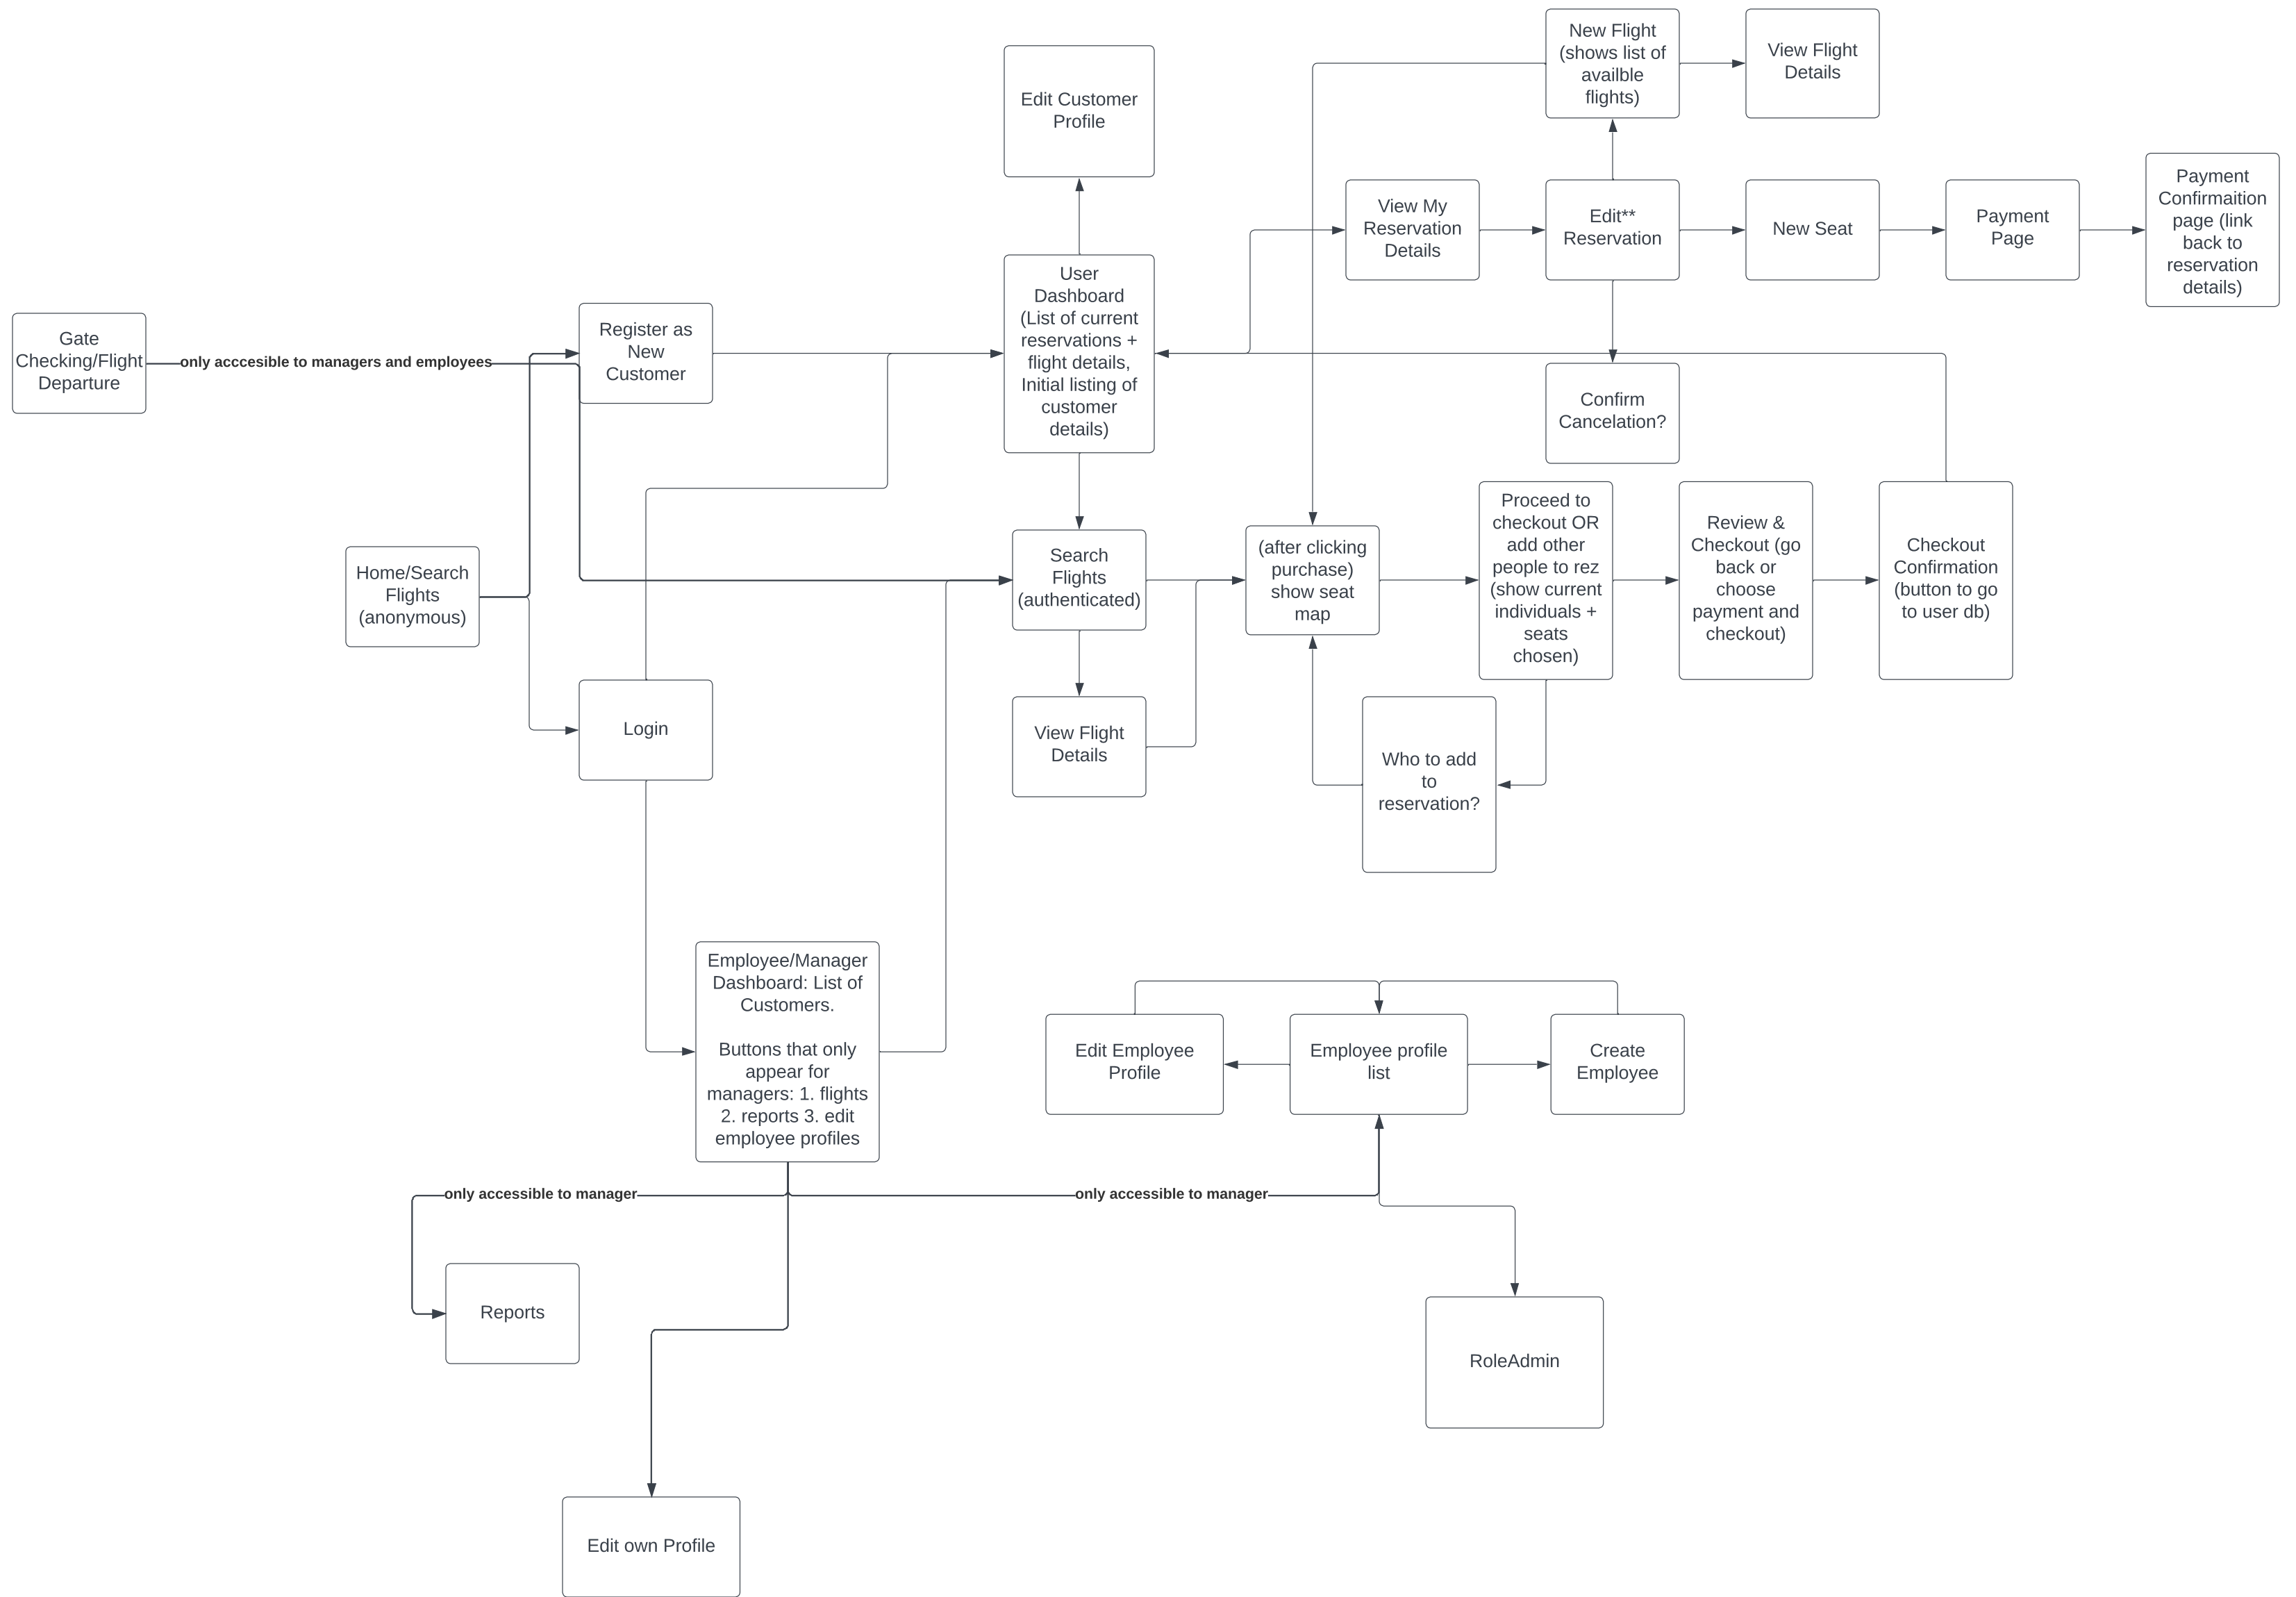 New Flight
(shows list of
availble
flights)
View Flight
Details
Edit Customer
Profile
View My
Reservation
Details
Edit**
Reservation
New Seat
Payment
Page
Payment
Confirmaition
page (link
back to
reservation
details)
User
Dashboard
(List of current
reservations +
flight details,
Initial listing of
customer
details)
Gate
Checking/Flight
Departure
only acccesible to managers and employees
Register as
New
Customer
Confirm
Cancelation?
Home/Search
Flights
(anonymous)
Search
Flights
(authenticated)
(after clicking
purchase)
show seat
map
Proceed to
checkout OR
add other
people to rez
(show current
individuals +
seats
chosen)
Review &
Checkout (go
back or
choose
payment and
checkout)
Checkout
Confirmation
(button to go
to user db)
Login
View Flight
Details
Who to add
to
reservation?
Employee/Manager
Dashboard: List of
Customers.
Buttons that only
appear for
managers: 1. flights
2. reports 3. edit
employee profiles
Edit Employee
Profile
Employee profile
list
Create
Employee
only accessible to manager
only accessible to manager
Reports
RoleAdmin
Edit own Profile